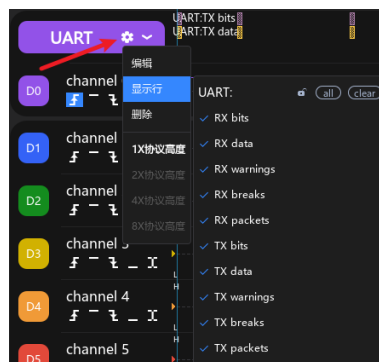 UART:TX bits
UART:TX data
UART
编辑
D0
channel
显示行
UART:
all
clear
删除
RX bits
D1
channel
1X协议高度
RX data
2X协议高度
RX warnings
D2
channel
4X协议高度
RX breaks
8X协议高度
RX packets
D3
channel 3
TX bits
L
TX data
H
D4
channel 4
TX warnings
L
TX breaks
H
D5
channel 5
TX packets